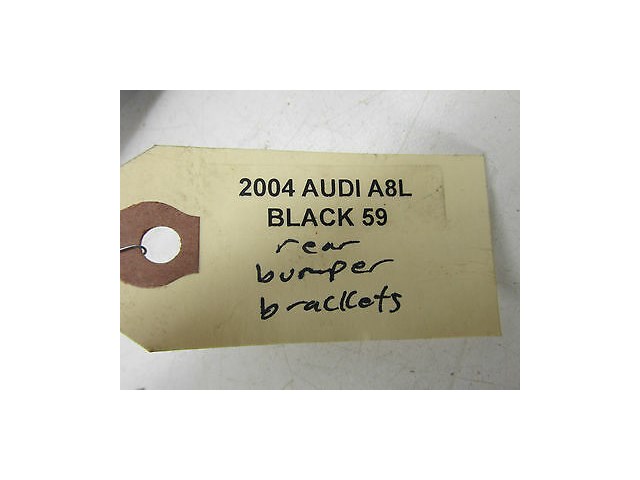 2004 AUDI A8L
BLACK 59
rear
bumper
brackets